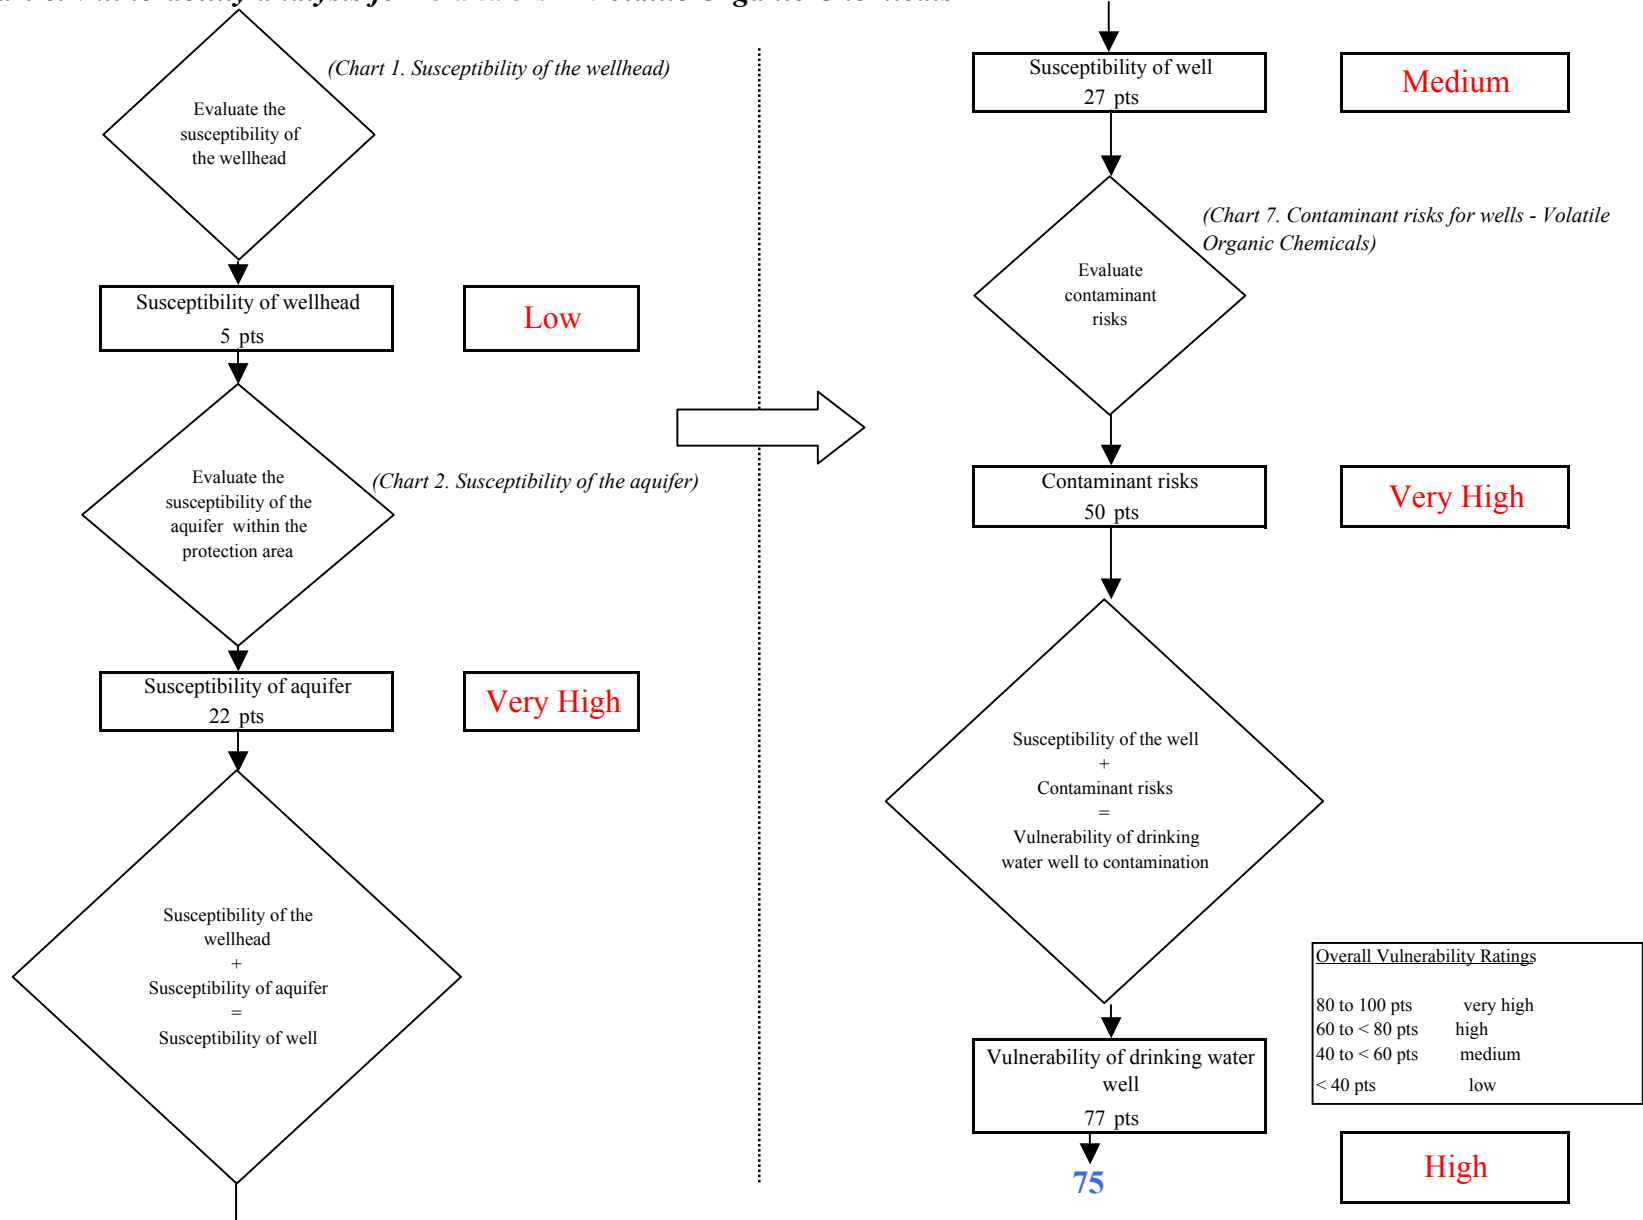 (Chart 1. Susceptibility of the wellhead)
Evaluate the
susceptibility of
the wellhead
Susceptibility of wellhead
5 pts
Low
Evaluate the
susceptibility of the
aquifer within the
protection area
(Chart 2. Susceptibility of the aquifer)
Susceptibility of aquifer
22 pts
Very High
Susceptibility of the
wellhead
+
Susceptibility of aquifer
=
Susceptibility of well
Susceptibility of well
27 pts
Medium
(Chart 7. Contaminant risks for wells - Volatile
Organic Chemicals)
Evaluate
contaminant
risks
Contaminant risks
50 pts
Very High
Susceptibility of the well
+
Contaminant risks
=
Vulnerability of drinking
water well to contamination
Overall Vulnerability Ratings
80 to 100 pts very high
60 to < 80 pts high
40 to < 60 pts medium
< 40 pts low
Vulnerability of drinking water
well
77 pts
75
High